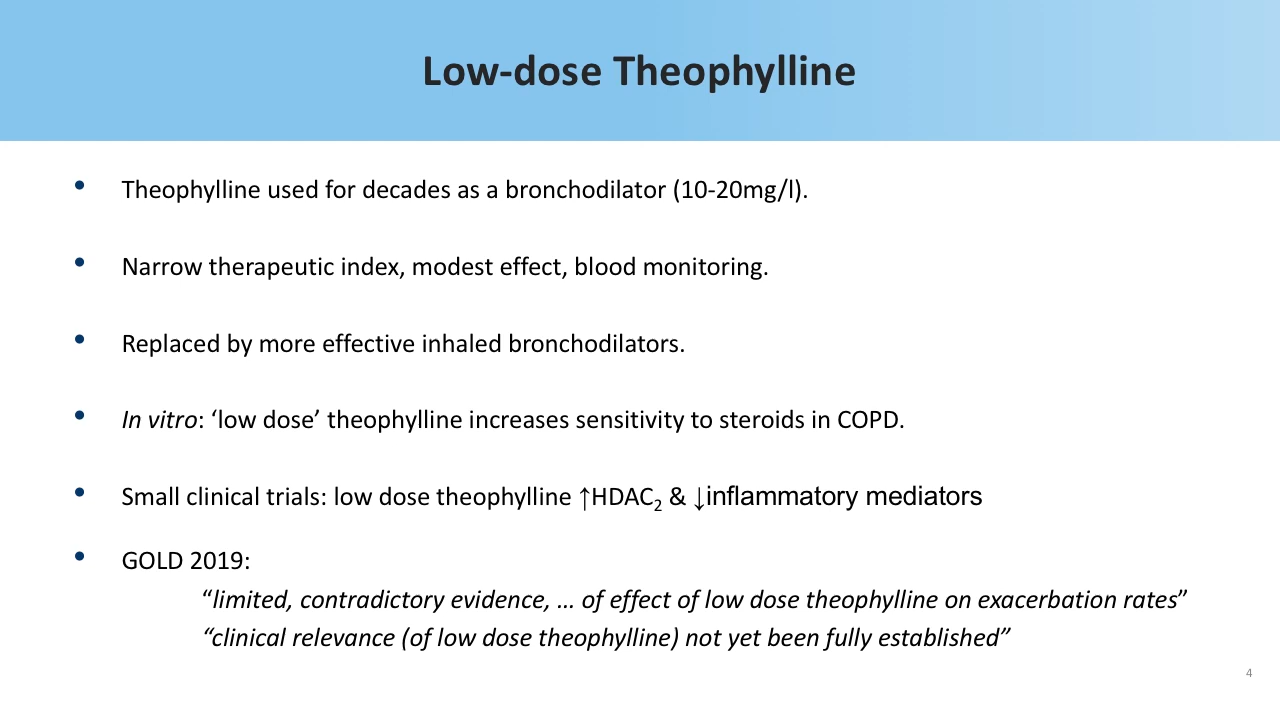 Low-dose Theophylline
• Theophylline used for decades as a bronchodilator (10-20mg/l).
• Narrow therapeutic index, modest effect, blood monitoring.
• Replaced by more effective inhaled bronchodilators.
• In vitro: ‘low dose’ theophylline increases sensitivity to steroids in COPD.
• Small clinical trials: low dose theophylline ↑HDAC₂ & ↓inflammatory mediators
• GOLD 2019:
“limited, contradictory evidence, … of effect of low dose theophylline on exacerbation rates”
“clinical relevance (of low dose theophylline) not yet been fully established”
4